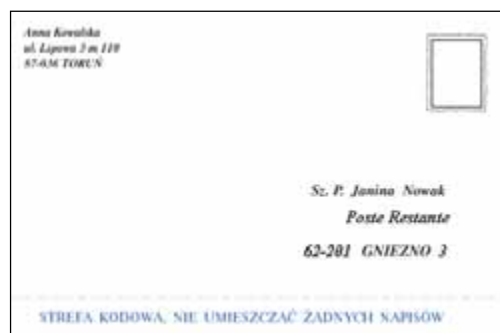 Anna Kowalska
ul. Lipowa 3 m 110
87-036 TORUŃ
Sz. P. Janina Nowak
Poste Restante
62-201 GNIEZNO 3
STREFA KODOWA, NIE UMIESZCZAĆ ŻADNYCH NAPISÓW